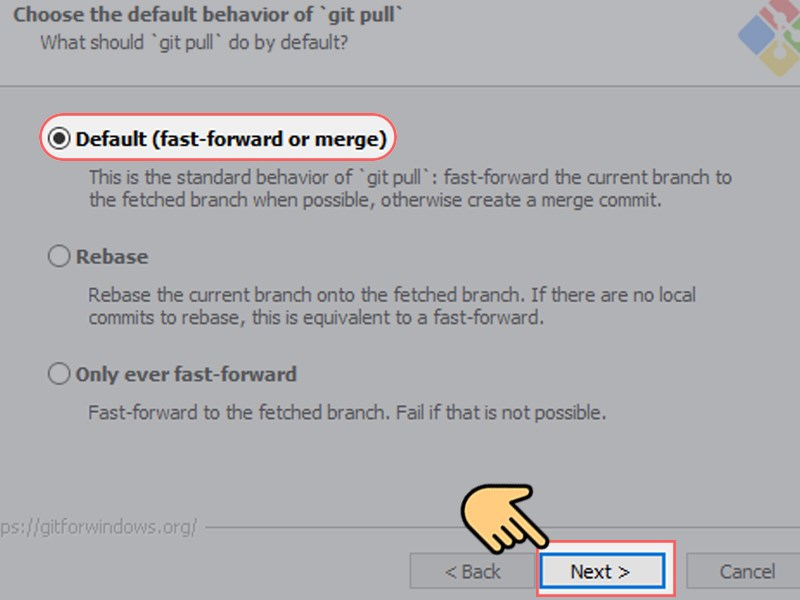 Choose the default behavior of `git pull`
What should `git pull` do by default?
Default (fast-forward or merge)
This is the standard behavior of `git pull`: fast-forward the current branch to
the fetched branch when possible, otherwise create a merge commit.
Rebase
Rebase the current branch onto the fetched branch. If there are no local
commits to rebase, this is equivalent to a fast-forward.
Only ever fast-forward
Fast-forward to the fetched branch. Fail if that is not possible.
ps://gitforwindows.org/
< Back
Next >
Cancel